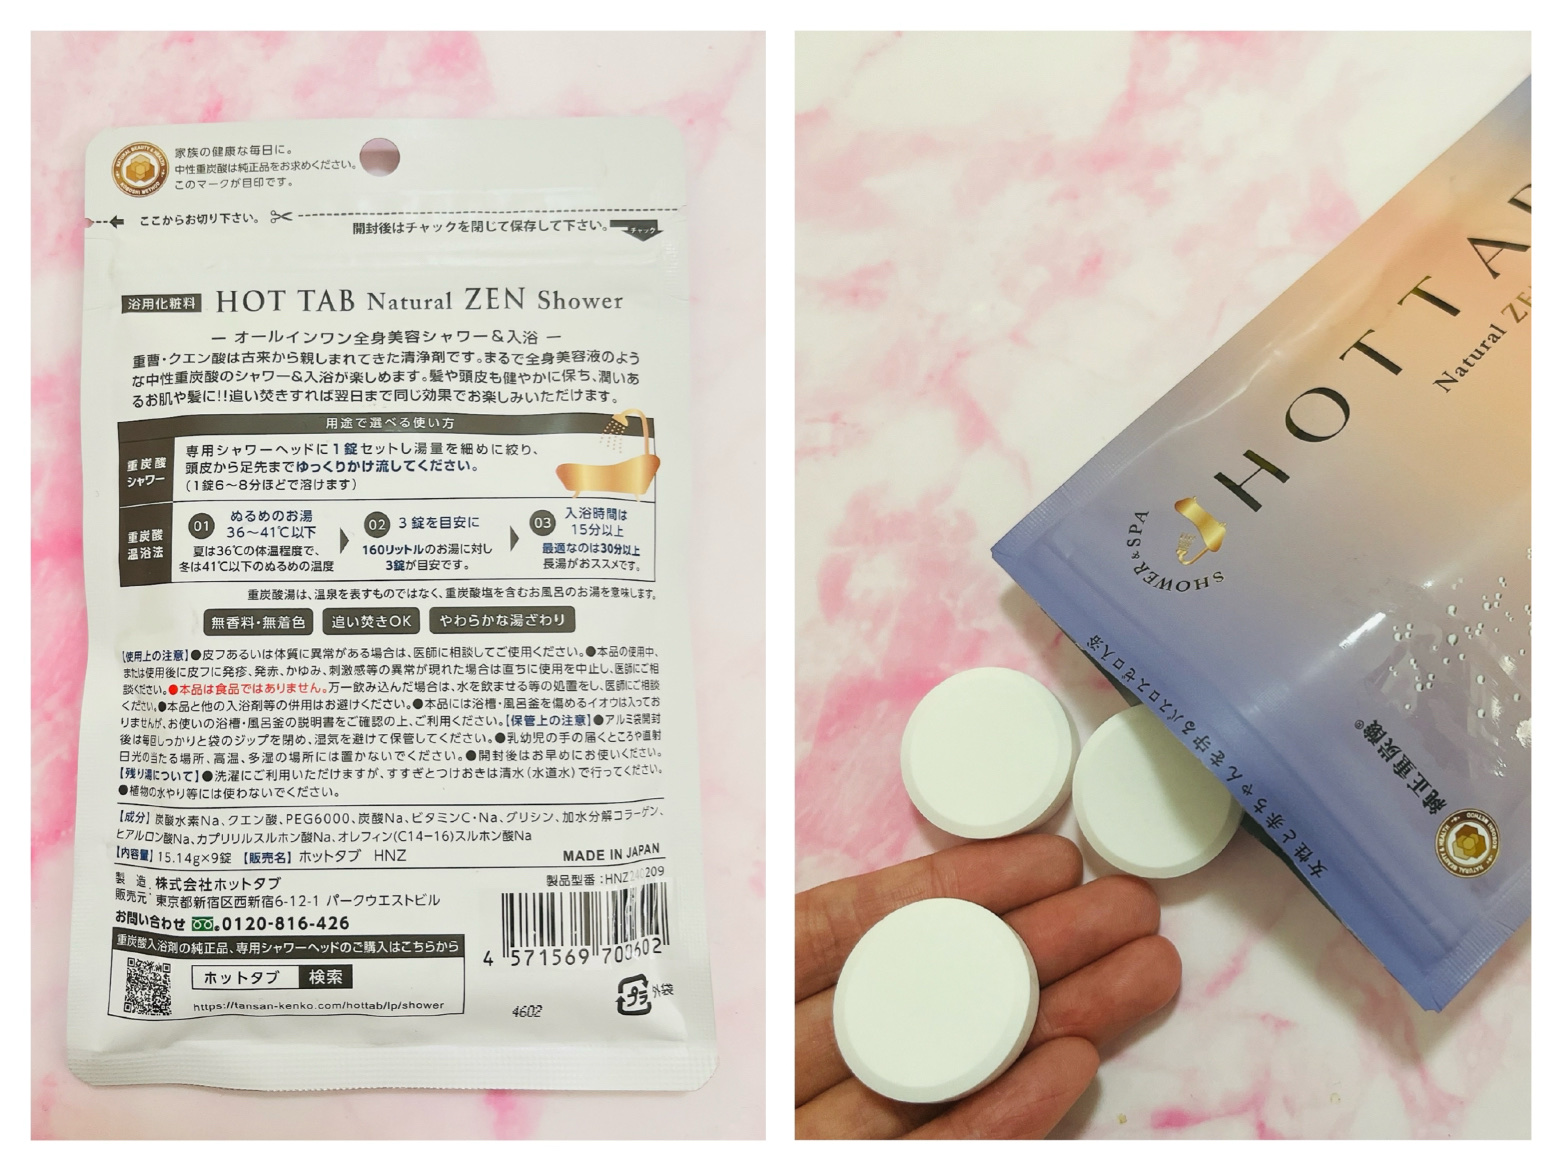 NATURAL BEAUTY & HEALTH
KOBUSHI METHOD
家族の健康な毎日に。
中性重炭酸は純正品をお求めください。
このマークが目印です。
ここからお切り下さい。
開封後はチャックを閉じて保存して下さい。
チャック
浴用化粧料 HOT TAB Natural ZEN Shower
— オールインワン全身美容シャワー&入浴 —
重曹・クエン酸は古来から親しまれてきた清浄剤です。まるで全身美容液のよう
な中性重炭酸のシャワー&入浴が楽しめます。髪や頭皮も健やかに保ち、潤いあ
るお肌や髪に!!追い焚きすれば翌日まで同じ効果でお楽しみいただけます。
用途で選べる使い方
重炭酸
シャワー
専用シャワーヘッドに1錠セットし湯量を細めに絞り、
頭皮から足先までゆっくりかけ流してください。
(1錠6〜8分ほどで溶けます)
重炭酸
温浴法
01 ぬるめのお湯
36〜41℃以下
夏は36℃の体温程度で、
冬は41℃以下のぬるめの温度
02 3錠を目安に
160リットルのお湯に対し
3錠が目安です。
03 入浴時間は
15分以上
最適なのは30分以上
長湯がおススメです。
重炭酸湯は、温泉を表すものではなく、重炭酸塩を含むお風呂のお湯を意味します。
無香料・無着色 追い焚きOK やわらかな湯ざわり
【使用上の注意】●皮フあるいは体質に異常がある場合は、医師に相談してご使用ください。●本品の使用中、
または使用後に皮フに発疹、発赤、かゆみ、刺激感等の異常が現れた場合は直ちに使用を中止し、医師にご相
談ください。●本品は食品ではありません。万一飲み込んだ場合は、水を飲ませる等の処置をし、医師にご相談
ください。●本品と他の入浴剤等の併用はお避けください。●本品には浴槽・風呂釜を傷めるイオウは入ってお
りませんが、お使いの浴槽・風呂釜の説明書をご確認の上、ご利用ください。【保管上の注意】●アルミ袋開封
後は毎回しっかりと袋のジップを閉め、湿気を避けて保管してください。●乳幼児の手の届くところや直射
日光の当たる場所、高温、多湿の場所には置かないでください。●開封後はお早めにお使いください。
【残り湯について】●洗濯にご利用いただけますが、すすぎとつけおきは清水(水道水)で行ってください。
●植物の水やり等には使わないでください。
【成分】炭酸水素Na、クエン酸、PEG6000、炭酸Na、ビタミンC・Na、グリシン、加水分解コラーゲン、
ヒアルロン酸Na、カプリリルスルホン酸Na、オレフィン(C14−16)スルホン酸Na
【内容量】15.14g×9錠 【販売名】ホットタブ HNZ
MADE IN JAPAN
製造
販売元:
株式会社ホットタブ
東京都新宿区西新宿6-12-1 パークウエストビル
製品型番:HNZ240209
お問い合わせ 0120-816-426
重炭酸入浴剤の純正品、専用シャワーヘッドのご購入はこちらから
ホットタブ 検索
https://tansan-kenko.com/hottab/lp/shower
4 571569 700602
4602
プラ 外袋
HOT TAB
Natural ZEN
SHOWER & SPA
純正重炭酸®
女性と赤ちゃんを守るバスロスゼロ入浴
NATURAL BEAUTY & HEALTH
KOBUSHI METHOD